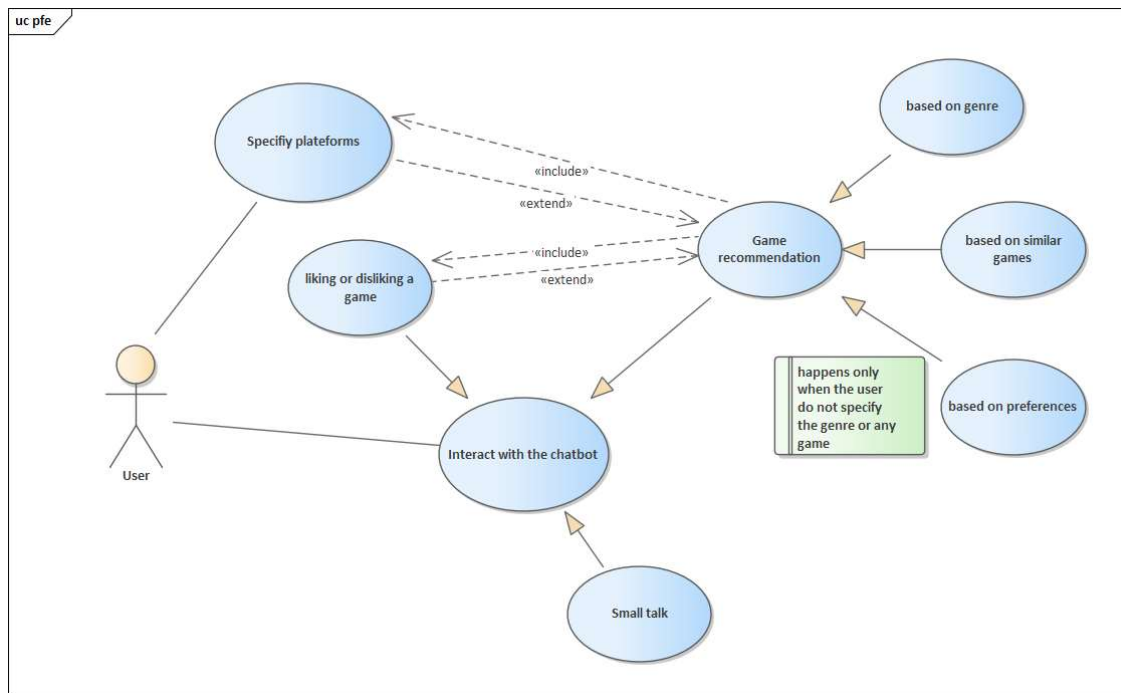 uc pfe
Specifiy plateforms
based on genre
«include»
«extend»
Game
recommendation
based on similar
games
liking or disliking a
game
«include»
«extend»
happens only
when the user
do not specify
the genre or any
game
based on preferences
User
Interact with the chatbot
Small talk